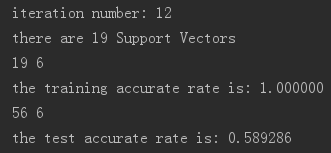 iteration number: 12
there are 19 Support Vectors
19 6
the training accurate rate is: 1.000000
56 6
the test accurate rate is: 0.589286